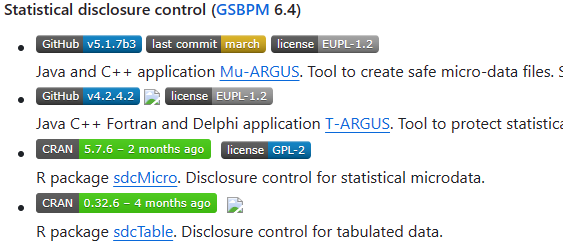 Statistical disclosure control (GSBPM 6.4)
GitHub v5.1.7b3 last commit march license EUPL-1.2
Java and C++ application Mu-ARGUS. Tool to create safe micro-data files. S
GitHub v4.2.4.2 license EUPL-1.2
Java C++ Fortran and Delphi application T-ARGUS. Tool to protect statistica
CRAN 5.7.6 – 2 months ago license GPL-2
R package sdcMicro. Disclosure control for statistical microdata.
CRAN 0.32.6 – 4 months ago
R package sdcTable. Disclosure control for tabulated data.